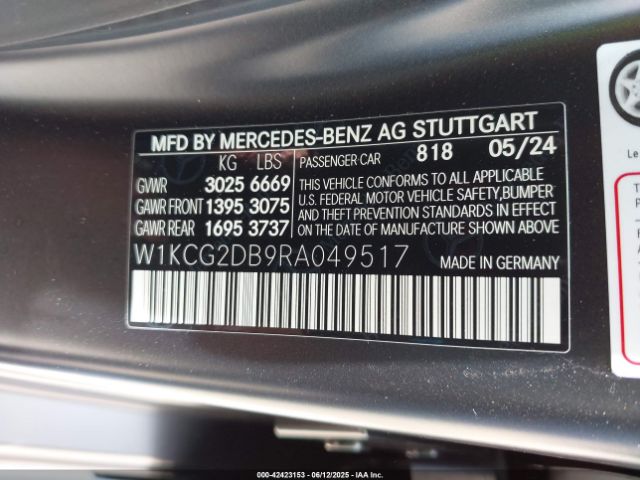 MFD BY MERCEDES-BENZ AG STUTTGART
KG LBS PASSENGER CAR 818 05/24
GVWR 3025 6669 THIS VEHICLE CONFORMS TO ALL APPLICABLE
GAWR FRONT 1395 3075 U.S. FEDERAL MOTOR VEHICLE SAFETY, BUMPER
GAWR REAR 1695 3737 AND THEFT PREVENTION STANDARDS IN EFFECT
ON THE DATE OF MANUFACTURE SHOWN ABOVE
W1KCG2DB9RA049517 MADE IN GERMANY
Le
000-42423153 - 06/12/2025 - IAA Inc.